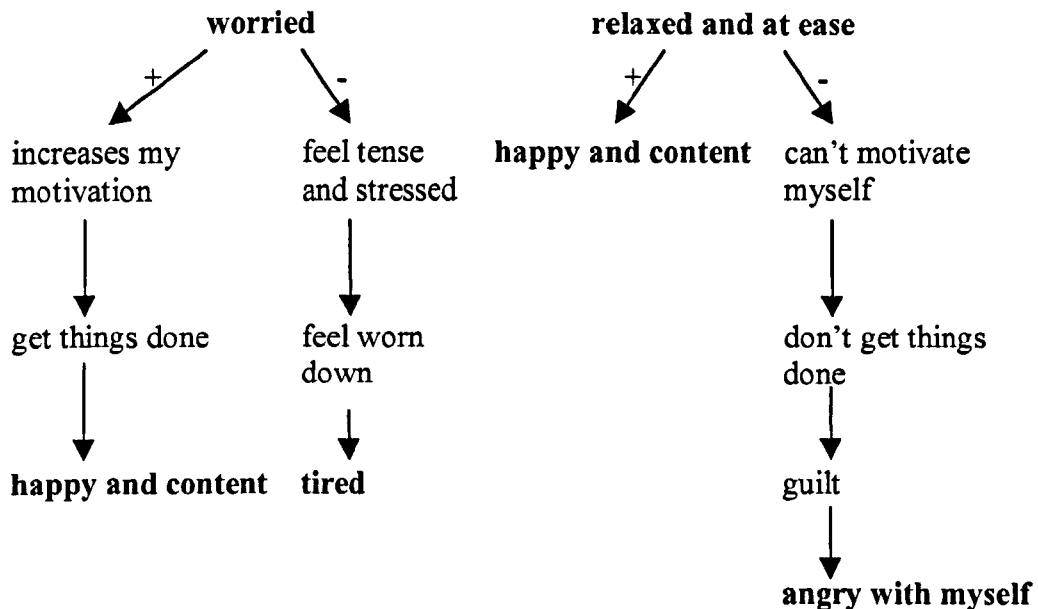 worried
relaxed and at ease
+
-
+
-
increases my
motivation
feel tense
and stressed
happy and content
can't motivate
myself
get things done
feel worn
down
don't get things
done
happy and content
tired
guilt
angry with myself